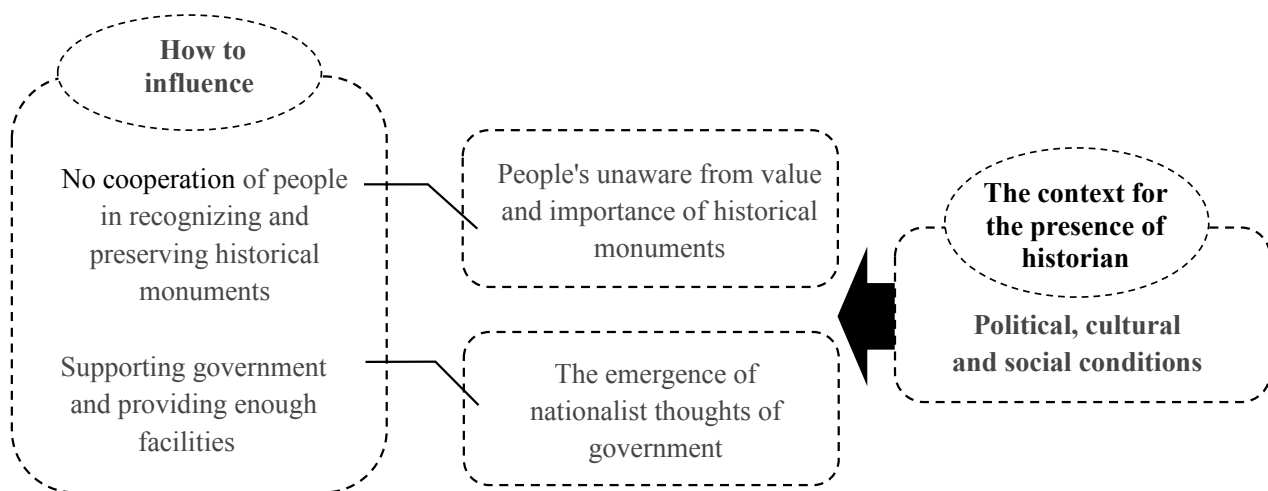 How to
influence
No cooperation of people
in recognizing and
preserving historical
monuments
Supporting government
and providing enough
facilities
People's unaware from value
and importance of historical
monuments
The emergence of
nationalist thoughts of
government
The context for
the presence of
historian
Political, cultural
and social conditions